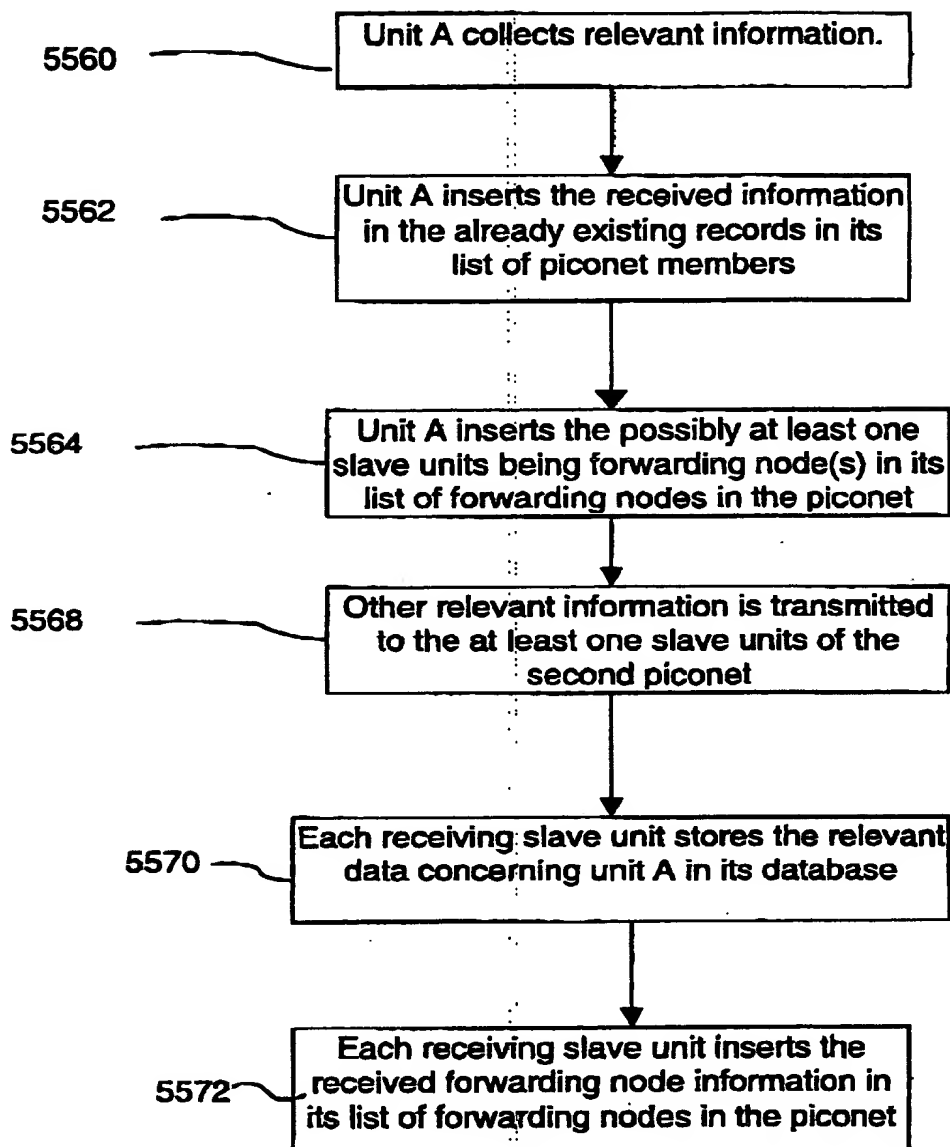 5560
Unit A collects relevant information.
5562
Unit A inserts the received information
in the already existing records in its
list of piconet members
5564
Unit A inserts the possibly at least one
slave units being forwarding node(s) in its
list of forwarding nodes in the piconet
5568
Other relevant information is transmitted
to the at least one slave units of the
second piconet
5570
Each receiving slave unit stores the relevant
data concerning unit A in its database
5572
Each receiving slave unit inserts the
received forwarding node information in
its list of forwarding nodes in the piconet